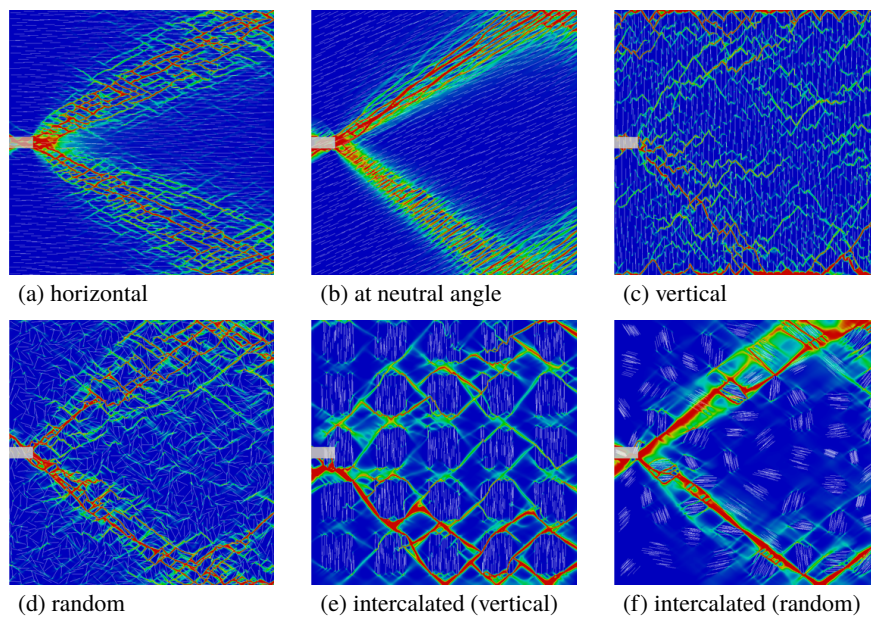 (a) horizontal
(b) at neutral angle
(c) vertical
(d) random
(e) intercalated (vertical)
(f) intercalated (random)